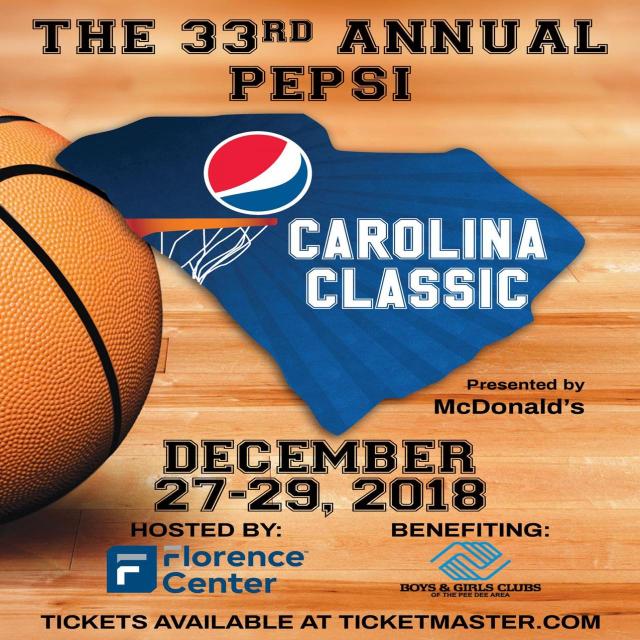 THE 33RD ANNUAL
PEPSI
CAROLINA
CLASSIC
Presented by
McDonald's
DECEMBER
27-29, 2018
HOSTED BY:
Florence
Center
BENEFITING:
BOYS & GIRLS CLUBS
OF THE PEE DEE AREA
TICKETS AVAILABLE AT TICKETMASTER.COM